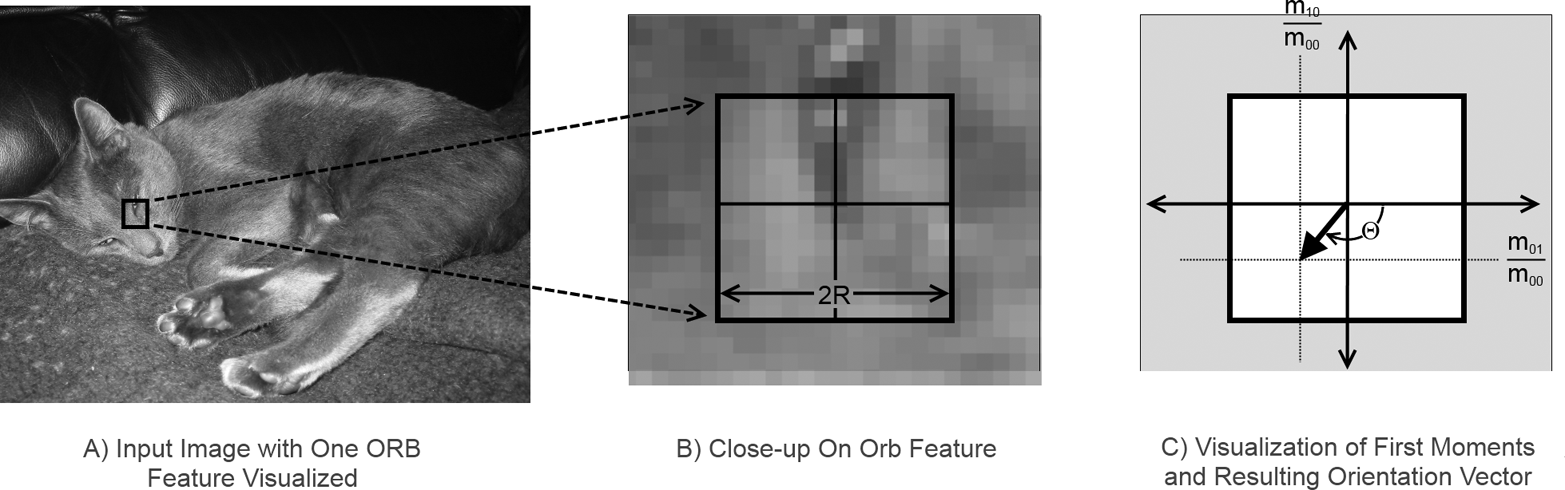 2R
m10
m00
Θ
m01
m00
A) Input Image with One ORB
Feature Visualized
B) Close-up On Orb Feature
C) Visualization of First Moments
and Resulting Orientation Vector